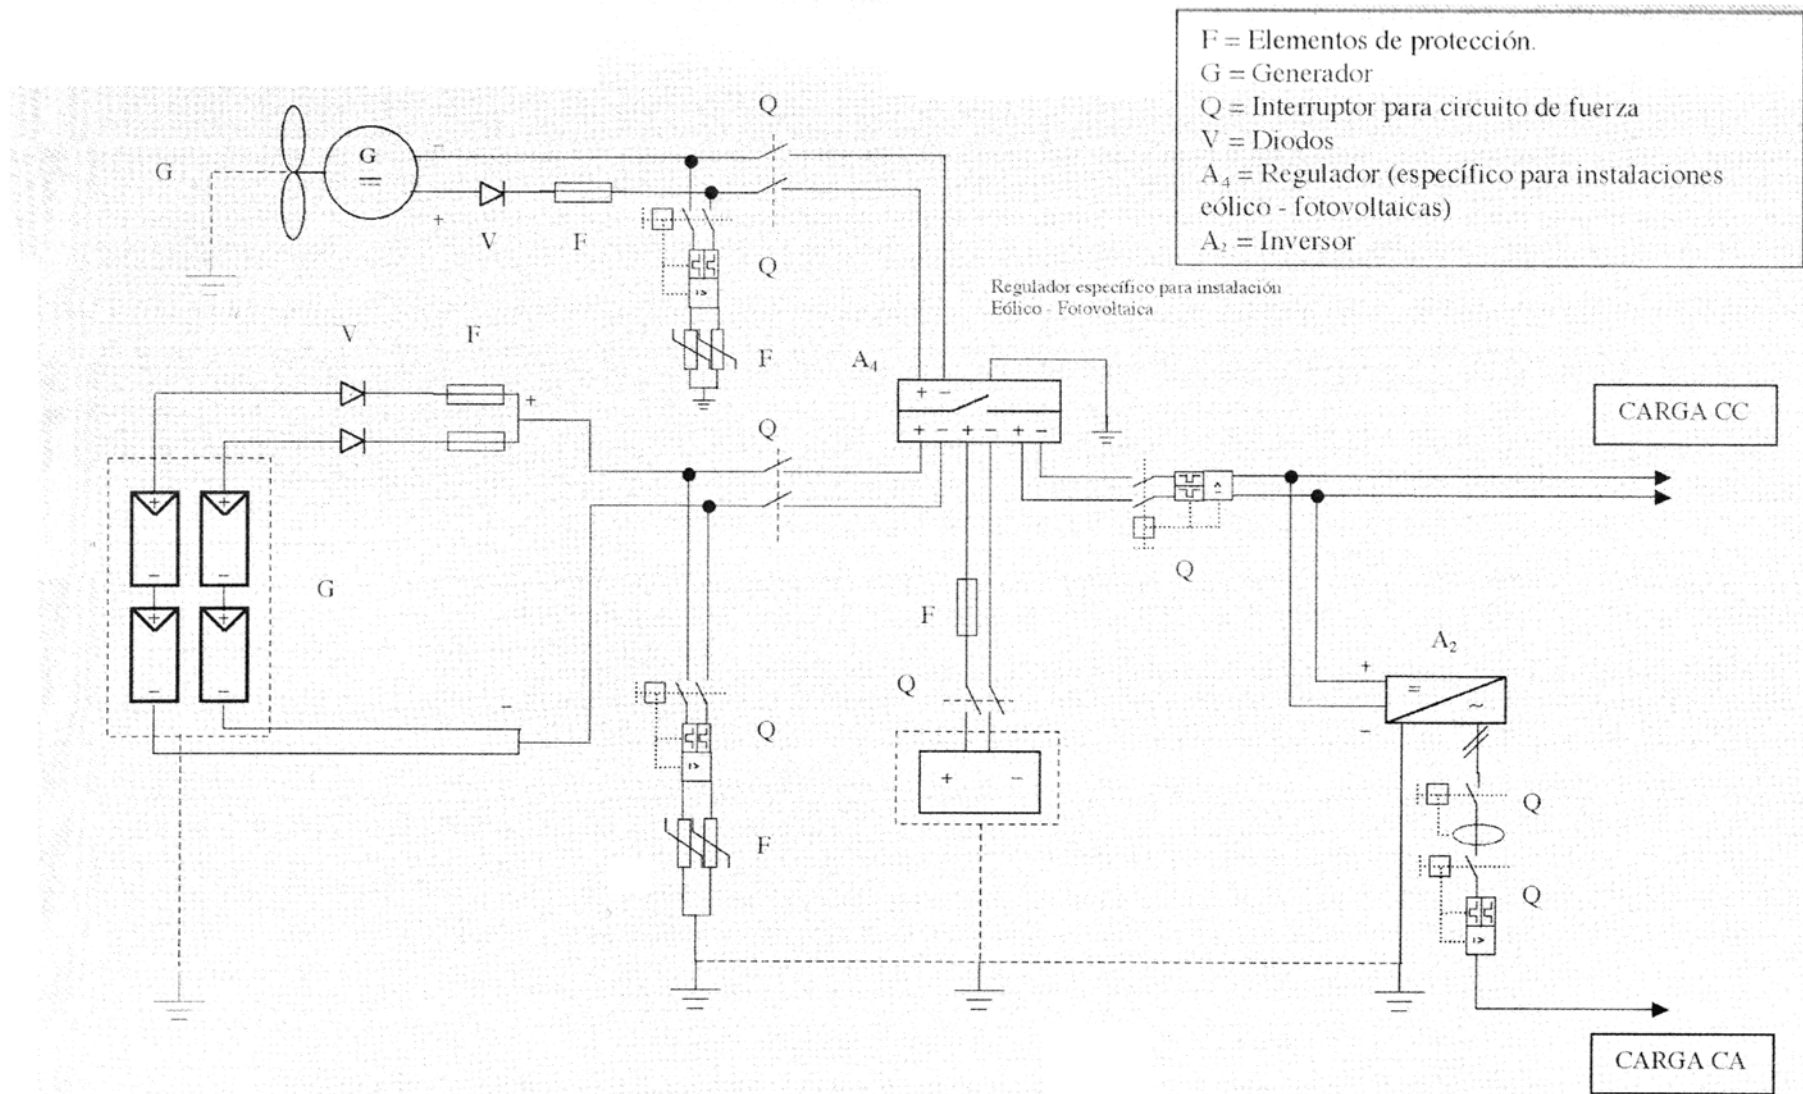 F = Elementos de protección.
G = Generador
Q = Interruptor para circuito de fuerza
V = Diodos
A₄ = Regulador (específico para instalaciones
eólico - fotovoltaicas)
A₂ = Inversor
Q
G
G
=
−
+
V
F
Q
F
Regulador específico para instalación
Eólico - Fotovoltaica
A₄
V
F
+
Q
+ −
+ − + − + −
CARGA CC
Q
+
+
−
−
G
+
+
−
−
−
Q
F
F
Q
+ −
A₂
+
−
=
~
Q
Q
CARGA CA